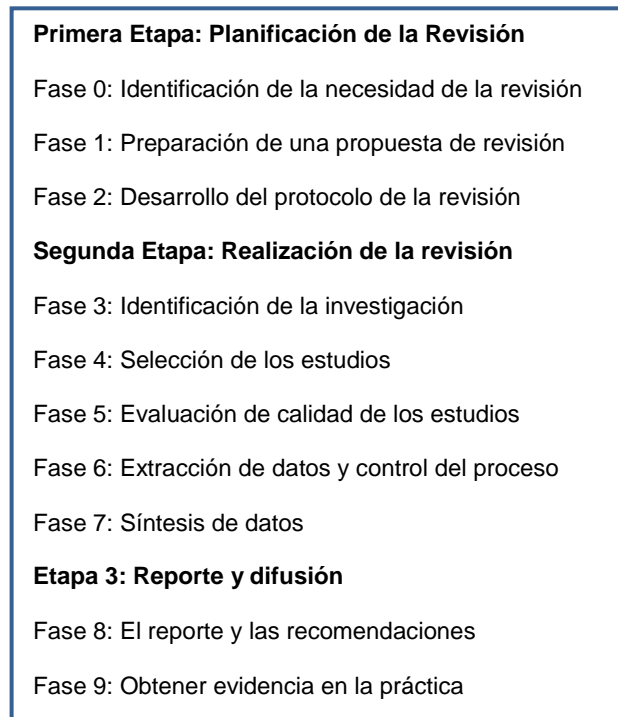 Primera Etapa: Planificación de la Revisión
Fase 0: Identificación de la necesidad de la revisión
Fase 1: Preparación de una propuesta de revisión
Fase 2: Desarrollo del protocolo de la revisión
Segunda Etapa: Realización de la revisión
Fase 3: Identificación de la investigación
Fase 4: Selección de los estudios
Fase 5: Evaluación de calidad de los estudios
Fase 6: Extracción de datos y control del proceso
Fase 7: Síntesis de datos
Etapa 3: Reporte y difusión
Fase 8: El reporte y las recomendaciones
Fase 9: Obtener evidencia en la práctica